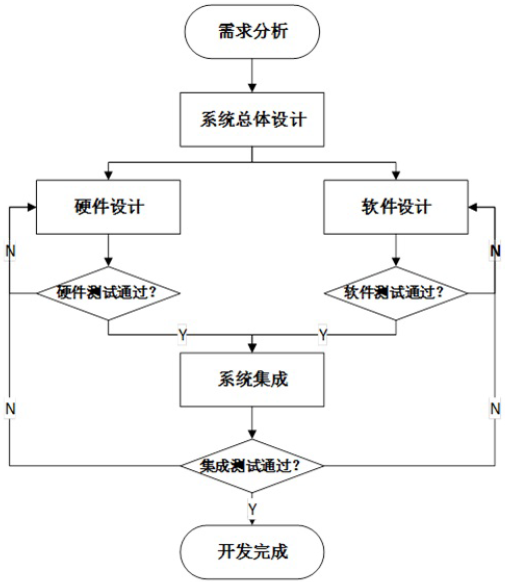 需求分析
系统总体设计
硬件设计
软件设计
N
N
硬件测试通过?
软件测试通过?
Y
Y
系统集成
N
N
集成测试通过?
Y
开发完成